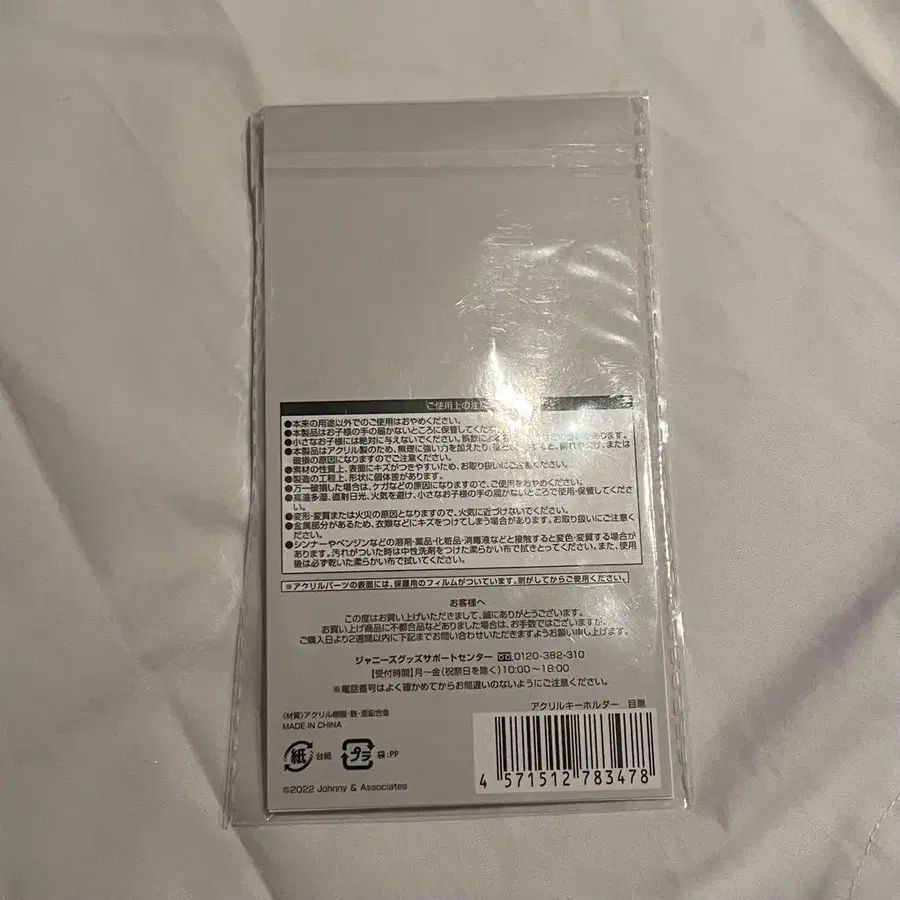 ご使用上の注
●本来の用途以外でのご使用はおやめください。
●本製品はお子様の手の届かないところに保管してくださ
●小さなお子様には絶対に与えないでください。誤飲による
あります。
●本製品はアクリル製のため、無理に強い力を加えたり、
または
破損の原因になりますのでご注意ください。
●素材の性質上、表面にキズがつきやすいため、お取り扱いにご注意ください。
●製造の工程上、形状に個体差があります。
●万一破損した場合は、ケガなどの原因になりますので、ご使用をおやめください。
●高温多湿、直射日光、火気を避け、小さなお子様の手の届かないところで使用・保管してくだ
さい。
●変形・変質または火災の原因となりますので、火気に近づけないでください。
●金属部分があるため、衣類などにキズをつけてしまう場合があります。お取り扱いにご注意
ください。
●シンナーやベンジンなどの溶剤・薬品・化粧品・消毒液などと接触すると変色・変質する場合が
あります。汚れがついた時は中性洗剤をつけた柔らかい布で拭きとってください。また、使用
後は必ず乾いた柔らかい布で拭いてください。
※アクリルパーツの表面には、保護用のフィルムがついています。剥がしてからご使用ください。
お客様へ
この度はお買い上げいただきまして、誠にありがとうございます。
お買い上げ商品に不都合品などありました場合は、お手数ではございますが、
ご購入日より2週間以内に下記までお問い合わせいただきますようお願い申し上げます。
ジャニーズグッズサポートセンター 0120-382-310
【受付時間】月〜金(祝祭日を除く)10:00〜18:00
※電話番号はよく確かめてからお間違いのないようにご注意ください。
アクリルキーホルダー 目黒
〈材質〉アクリル樹脂・鉄・亜鉛合金
MADE IN CHINA
紙 台紙 プラ 袋:PP
4 571512 783478
©2022 Johnny & Associates